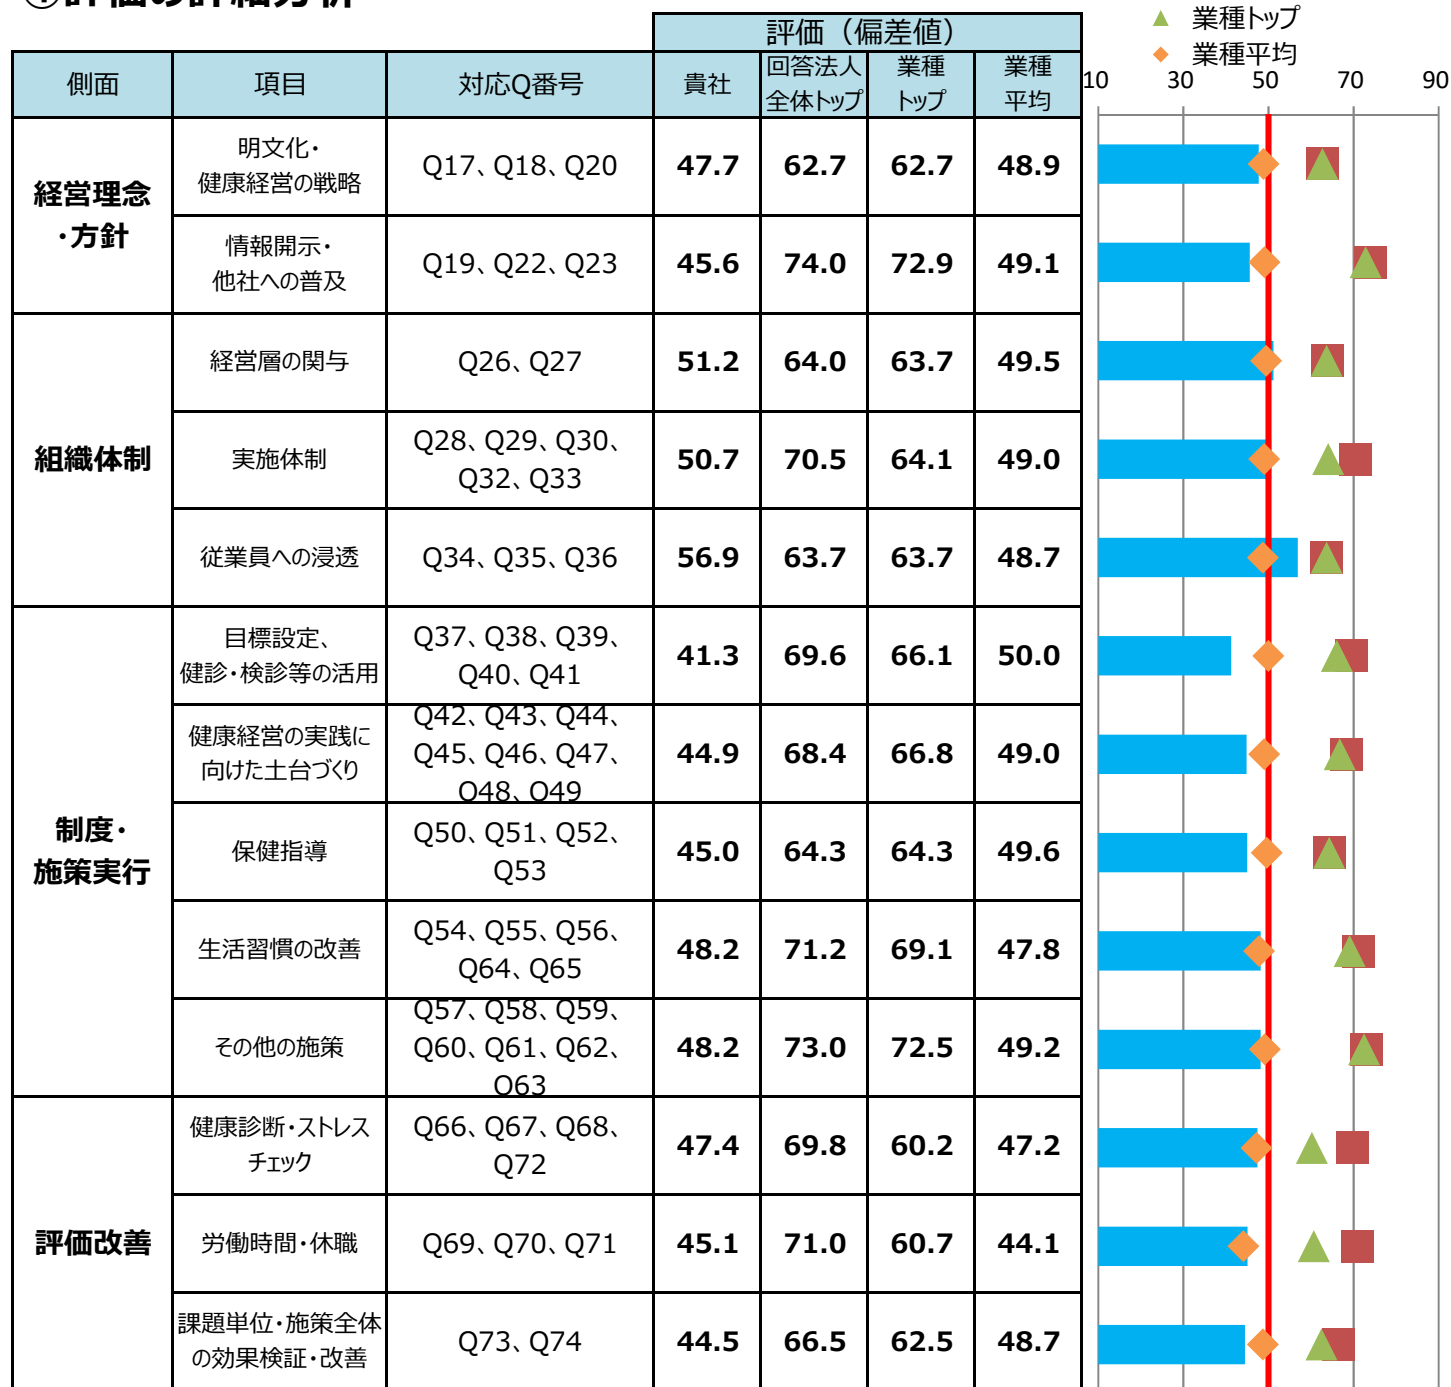 ①評価の詳細分析
▲ 業種トップ
◆ 業種平均
評価（偏差値）
側面 項目 対応Q番号 貴社 回答法人 業種 業種
全体トップ トップ 平均
10 30 50 70 90
経営理念
・方針
明文化・
健康経営の戦略
Q17、Q18、Q20
47.7 62.7 62.7 48.9
情報開示・
他社への普及
Q19、Q22、Q23
45.6 74.0 72.9 49.1
組織体制
経営層の関与
Q26、Q27
51.2 64.0 63.7 49.5
実施体制
Q28、Q29、Q30、
Q32、Q33
50.7 70.5 64.1 49.0
従業員への浸透
Q34、Q35、Q36
56.9 63.7 63.7 48.7
制度・
施策実行
目標設定、
健診・検診等の活用
Q37、Q38、Q39、
Q40、Q41
41.3 69.6 66.1 50.0
健康経営の実践に
向けた土台づくり
Q42、Q43、Q44、
Q45、Q46、Q47、
Q48、Q49
44.9 68.4 66.8 49.0
保健指導
Q50、Q51、Q52、
Q53
45.0 64.3 64.3 49.6
生活習慣の改善
Q54、Q55、Q56、
Q64、Q65
48.2 71.2 69.1 47.8
その他の施策
Q57、Q58、Q59、
Q60、Q61、Q62、
Q63
48.2 73.0 72.5 49.2
評価改善
健康診断・ストレス
チェック
Q66、Q67、Q68、
Q72
47.4 69.8 60.2 47.2
労働時間・休職
Q69、Q70、Q71
45.1 71.0 60.7 44.1
課題単位・施策全体
の効果検証・改善
Q73、Q74
44.5 66.5 62.5 48.7